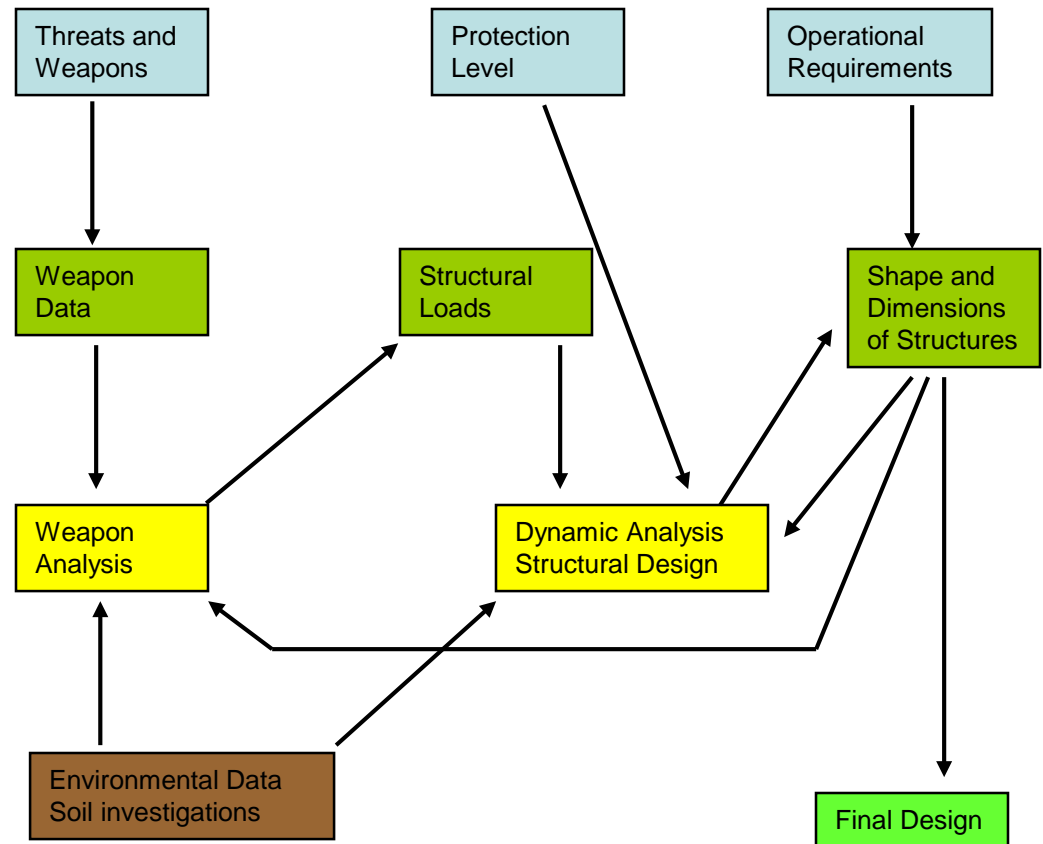 Threats and
Weapons
Protection
Level
Operational
Requirements
Weapon
Data
Structural
Loads
Shape and
Dimensions
of Structures
Weapon
Analysis
Dynamic Analysis
Structural Design
Environmental Data
Soil investigations
Final Design